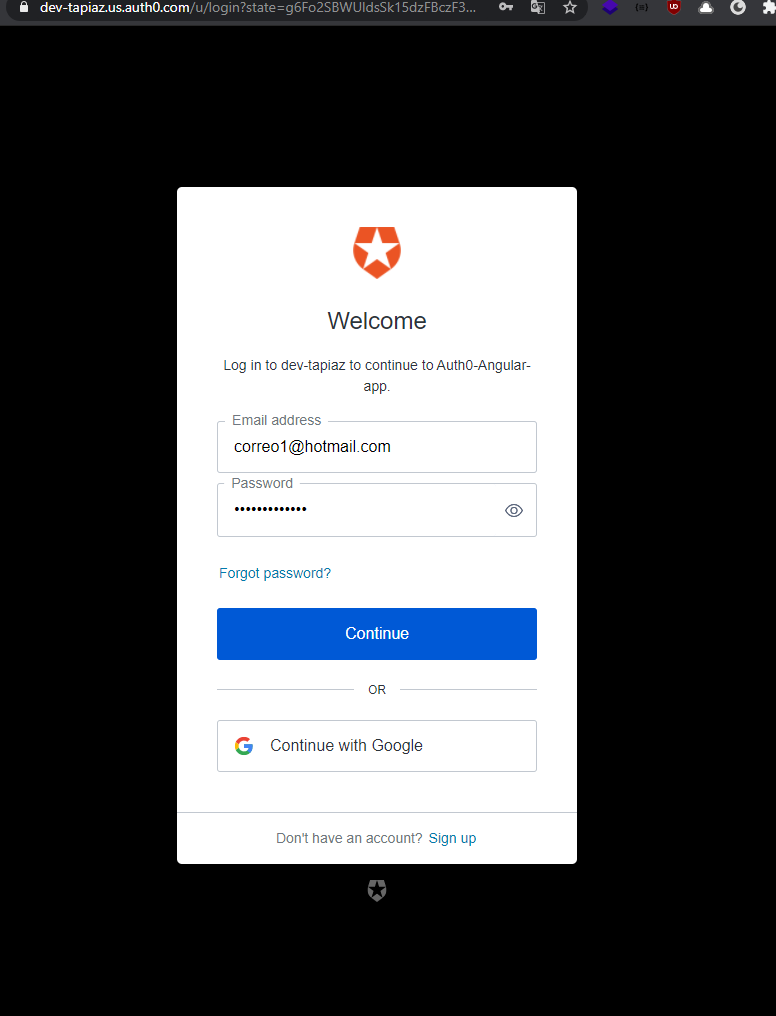 dev-tapiaz.us.auth0.com/u/login?state=g6Fo2SBWUldsSk15dzFBczF3...
Welcome
Log in to dev-tapiaz to continue to Auth0-Angular-
app.
Email address
correo1@hotmail.com
Password
•••••••••••••
Forgot password?
Continue
OR
Continue with Google
Don't have an account? Sign up